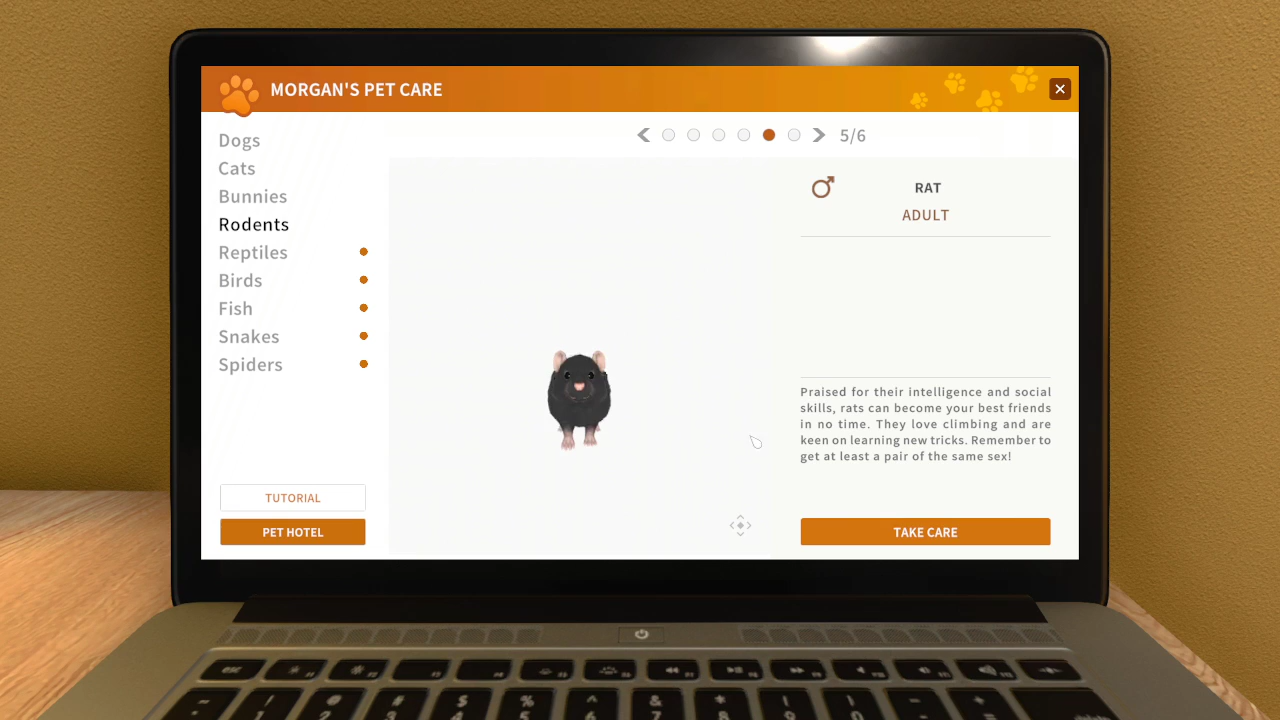 MORGAN'S PET CARE
Dogs
Cats
Bunnies
Rodents
Reptiles
Birds
Fish
Snakes
Spiders
TUTORIAL
PET HOTEL
5/6
RAT
ADULT
Praised for their intelligence and social
skills, rats can become your best friends
in no time. They love climbing and are
keen on learning new tricks. Remember to
get at least a pair of the same sex!
TAKE CARE
esc